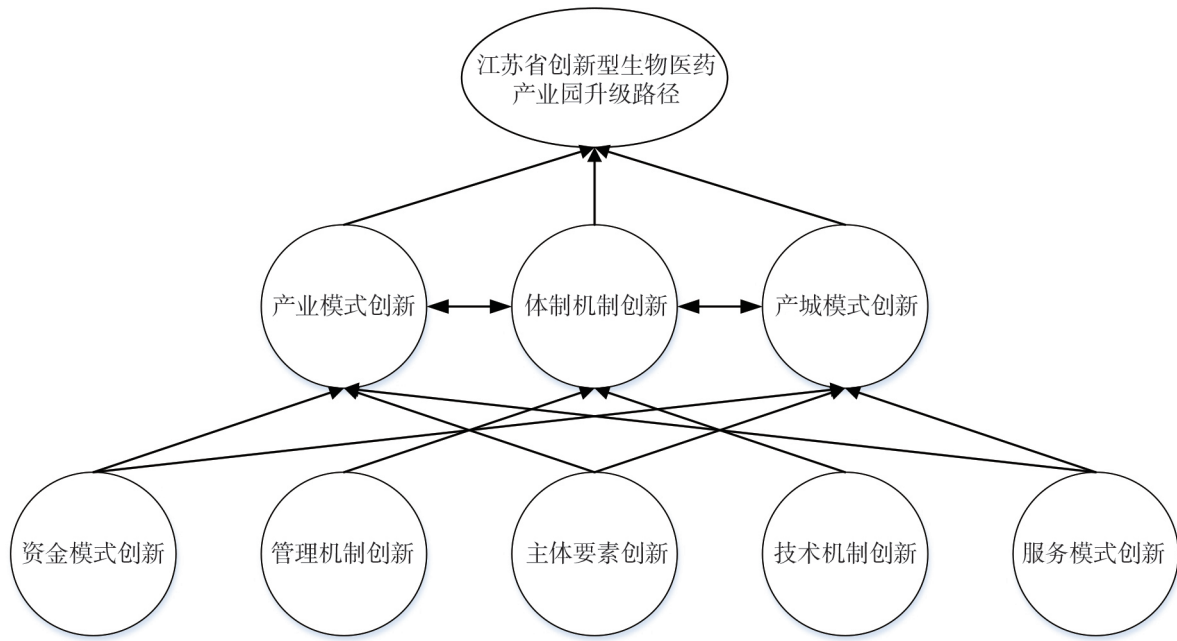 江苏省创新型生物医药
产业园升级路径
产业模式创新
体制机制创新
产城模式创新
资金模式创新
管理机制创新
主体要素创新
技术机制创新
服务模式创新